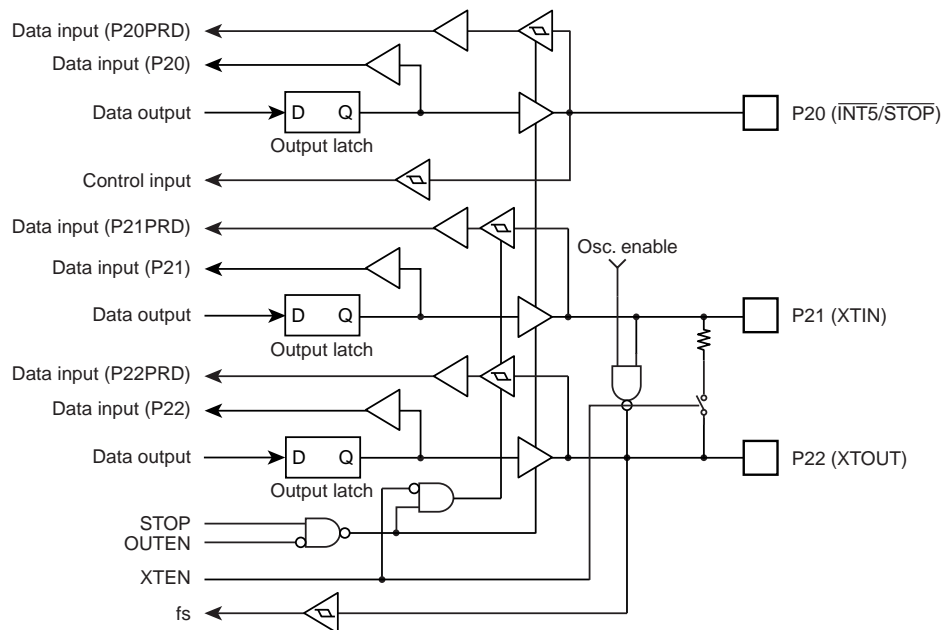 Data input (P20PRD)
Data input (P20)
Data output
D Q
Output latch
P20 (INT5/STOP)
Control input
Data input (P21PRD)
Osc. enable
Data input (P21)
Data output
D Q
Output latch
P21 (XTIN)
Data input (P22PRD)
Data input (P22)
Data output
D Q
Output latch
P22 (XTOUT)
STOP
OUTEN
XTEN
fs